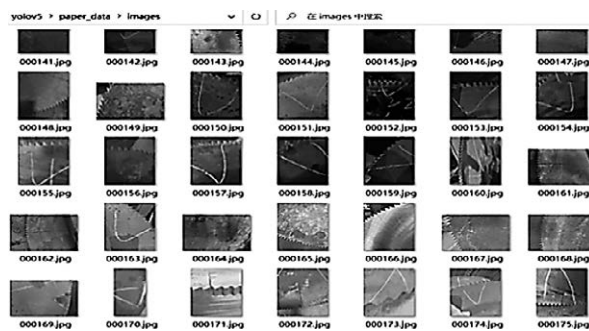 yolov5 > paper_data > images
在 images 中搜索
000141.jpg 000142.jpg 000143.jpg 000144.jpg 000145.jpg 000146.jpg 000147.jpg
000148.jpg 000149.jpg 000150.jpg 000151.jpg 000152.jpg 000153.jpg 000154.jpg
000155.jpg 000156.jpg 000157.jpg 000158.jpg 000159.jpg 000160.jpg 000161.jpg
000162.jpg 000163.jpg 000164.jpg 000165.jpg 000166.jpg 000167.jpg 000168.jpg
000169.jpg 000170.jpg 000171.jpg 000172.jpg 000173.jpg 000174.jpg 000175.jpg